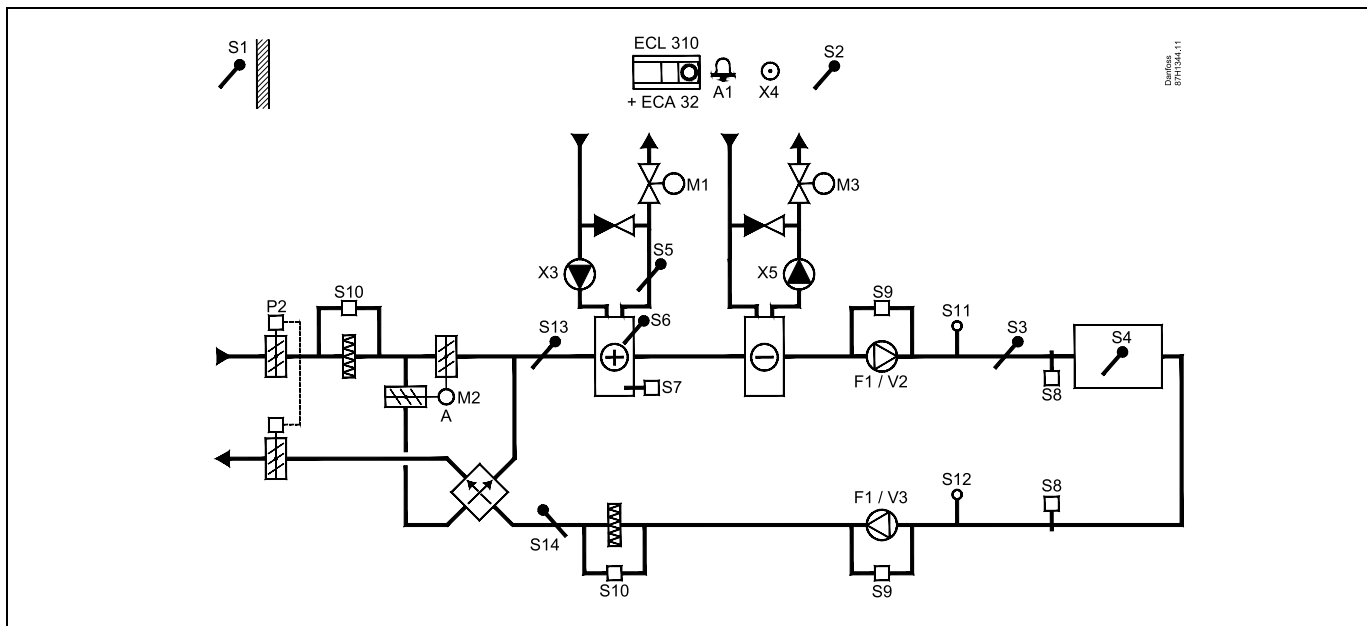 S1
ECL 310
+ ECA 32
A1
X4
S2
Danfoss
87H1344.11
M1
M3
X3
S5
X5
P2
S10
S13
S6
S9
S11
S3
S4
M2
A
S7
F1 / V2
S8
S14
S10
F1 / V3
S9
S12
S8